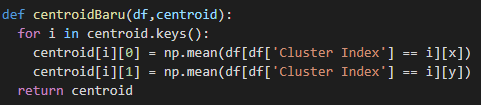 def centroidBaru(df,centroid):
  for i in centroid.keys():
    centroid[i][0] = np.mean(df[df['Cluster Index'] == i][x])
    centroid[i][1] = np.mean(df[df['Cluster Index'] == i][y])
  return centroid